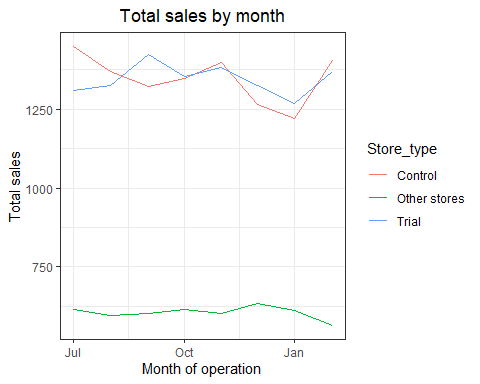 Total sales by month
Total sales
1250
1000
750
Jul
Oct
Jan
Month of operation
Store_type
Control
Other stores
Trial